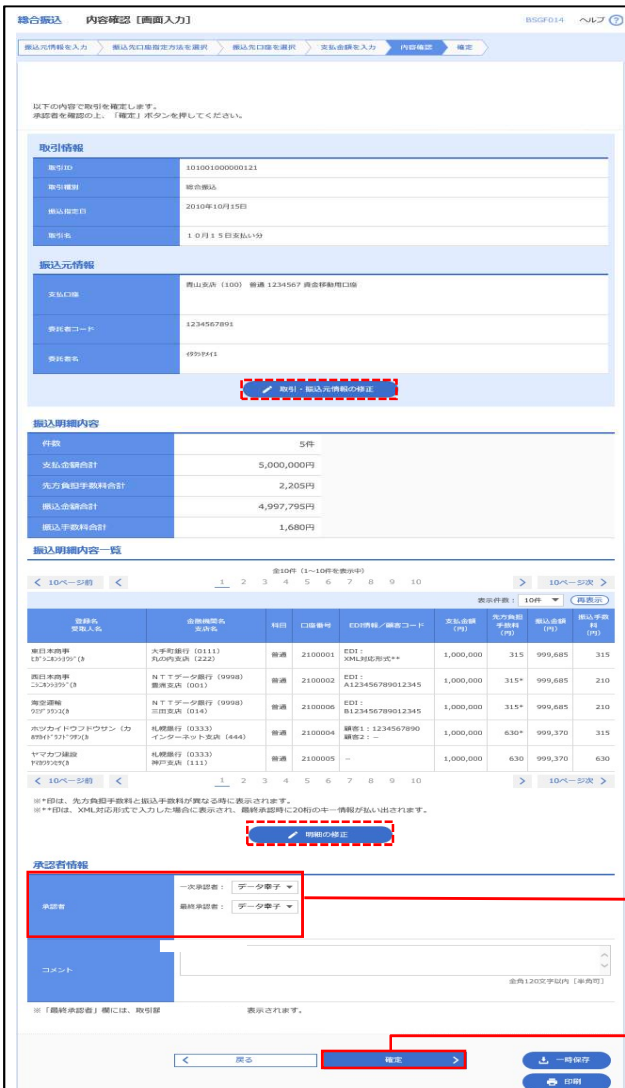 総合振込 内容確認［画面入力］ BSGF014 ヘルプ ?
振込元情報を入力 振込先口座指定方法を選択 振込先口座を選択 支払金額を入力 内容確認 確定
以下の内容で取引を確定します。
承認者を確認の上、「確定」ボタンを押してください。
取引情報
取引ID 101001000000121
取引種別 総合振込
振込指定日 2010年10月15日
取引名 １０月１５日支払い分
振込元情報
支払口座 青山支店（100） 普通 1234567 資金移動用口座
委託者コード 1234567891
委託者名
取引・振込元情報の修正
振込明細内容
件数 5件
支払金額合計 5,000,000円
先方負担手数料合計 2,205円
振込金額合計 4,997,795円
振込手数料合計 1,680円
振込明細内容一覧
全10件（1～10件を表示中）
< 10ページ前 < 1 2 3 4 5 6 7 8 9 10 > 10ページ次 >
表示件数： 10件 ▼ 再表示
登録名 受取人名 金融機関名 支店名 科目 口座番号 EDI情報／顧客コード 支払金額（円） 先方負担手数料（円） 振込金額（円） 振込手数料（円）
東日本商事 大手町銀行（0111） 普通 2100001 EDI： 1,000,000 315 999,685 315
丸の内支店（222） XML対応形式**
西日本商事 ＮＴＴデータ銀行（9998） 普通 2100002 EDI： 1,000,000 315* 999,685 210
豊洲支店（001） A123456789012345
海空運輸 ＮＴＴデータ銀行（9998） 普通 2100006 EDI： 1,000,000 315* 999,685 210
三田支店（014） B123456789012345
ホツカイドウフドウサン（カ 札幌銀行（0333） 普通 2100004 顧客1：1234567890 1,000,000 630* 999,370 315
インターネット支店（444） 顧客2：－
ヤマカワ建設 札幌銀行（0333） 普通 2100005 － 1,000,000 630 999,370 630
神戸支店（111）
< 10ページ前 < 1 2 3 4 5 6 7 8 9 10 > 10ページ次 >
※*印は、先方負担手数料と振込手数料が異なる時に表示されます。
※**印は、XML対応形式で入力した場合に表示され、最終承認時に20桁のキー情報が払い出されます。
明細の修正
承認者情報
承認者 一次承認者： データ幸子 ▼
最終承認者： データ幸子 ▼
コメント
全角120文字以内［半角可］
※「最終承認者」欄には、取引 表示されます。
< 戻る 確定 > 一時保存
印刷